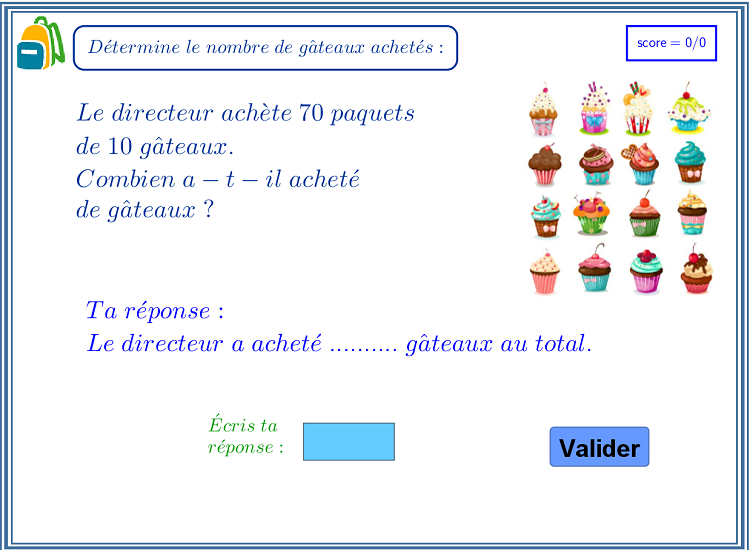 Détermine le nombre de gâteaux achetés :
score = 0/0
Le directeur achète 70 paquets
de 10 gâteaux.
Combien a − t − il acheté
de gâteaux ?
Ta réponse :
Le directeur a acheté .......... gâteaux au total.
Écris ta
réponse :
Valider